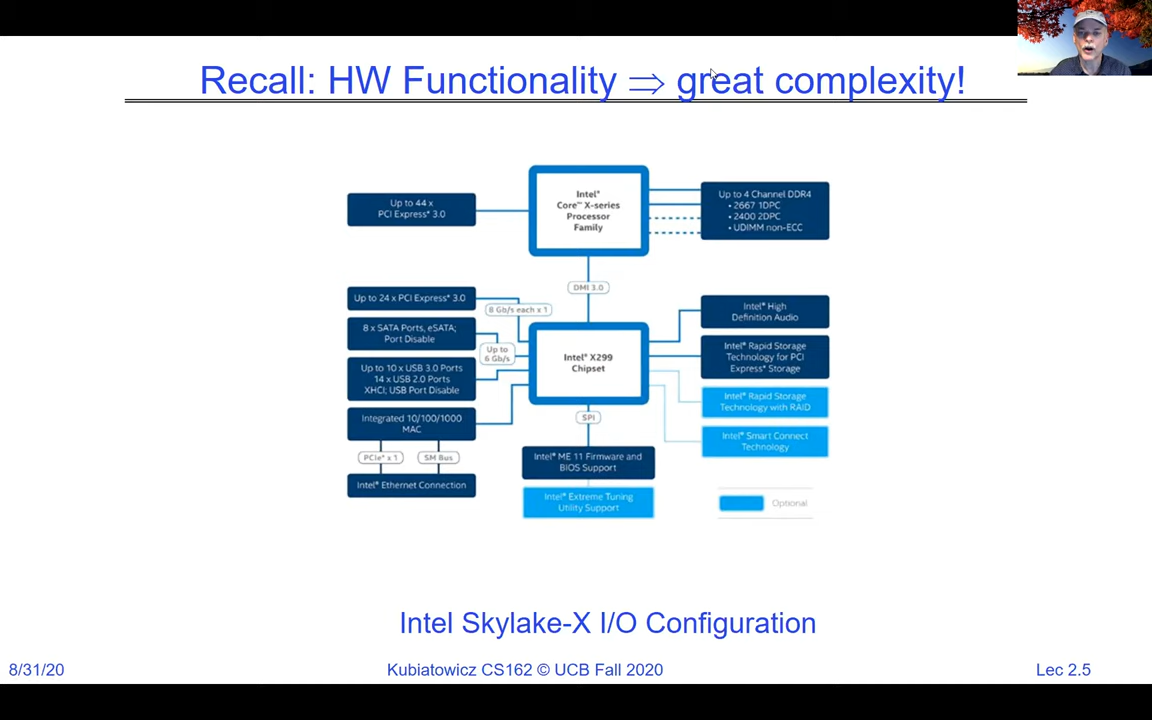 Recall: HW Functionality ⇒ great complexity!
Up to 44 x
PCI Express* 3.0
Intel®
Core™ X-series
Processor
Family
Up to 4 Channel DDR4
• 2667 1DPC
• 2400 2DPC
• UDIMM non-ECC
DMI 3.0
Up to 24 x PCI Express* 3.0
8 Gb/s each x 1
8 x SATA Ports, eSATA;
Port Disable
Up to
6 Gb/s
Up to 10 x USB 3.0 Ports
14 x USB 2.0 Ports
XHCI; USB Port Disable
Integrated 10/100/1000
MAC
PCIe* x 1
SM Bus
Intel® Ethernet Connection
Intel® X299
Chipset
SPI
Intel® ME 11 Firmware and
BIOS Support
Intel® Extreme Tuning
Utility Support
Intel® High
Definition Audio
Intel® Rapid Storage
Technology for PCI
Express* Storage
Intel® Rapid Storage
Technology with RAID
Intel® Smart Connect
Technology
Optional
Intel Skylake-X I/O Configuration
8/31/20
Kubiatowicz CS162 © UCB Fall 2020
Lec 2.5